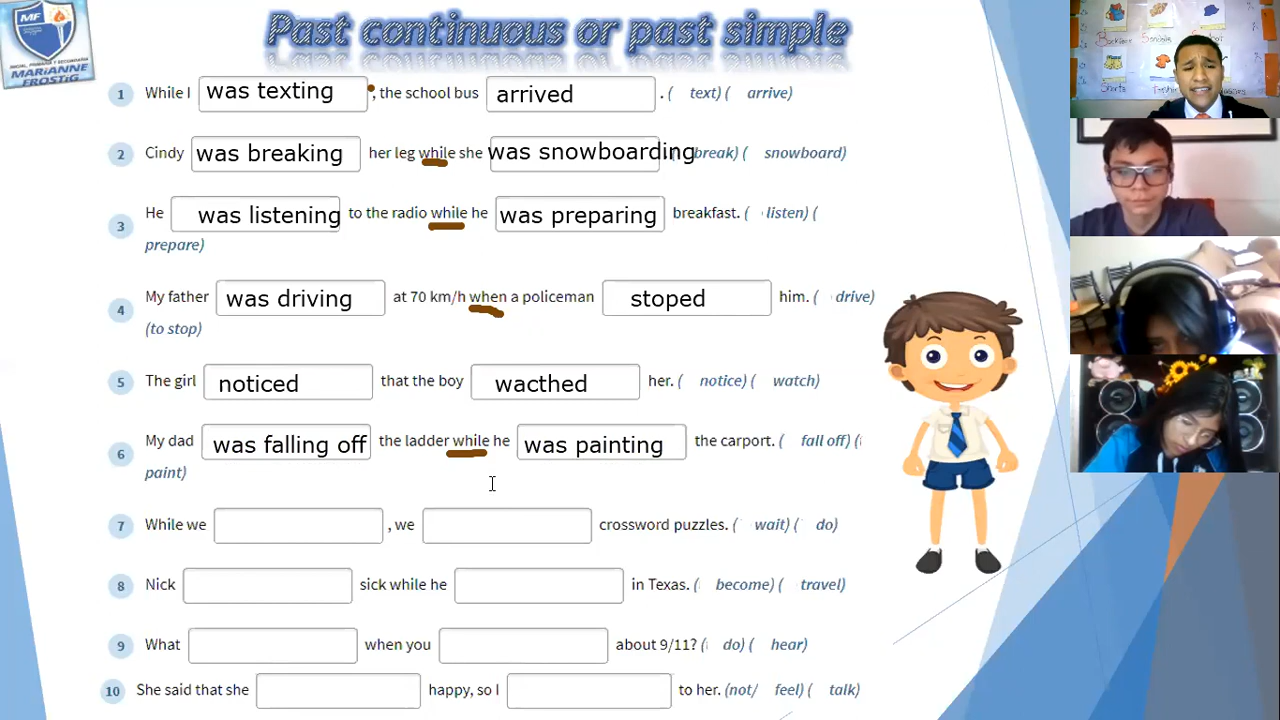 MF
INICIAL, PRIMARIA Y SECUNDARIA
MARIANNE
FROSTIG
Past continuous or past simple
1 While I was texting , the school bus arrived . ( text) ( arrive)
2 Cindy was breaking her leg while she was snowboarding . ( break) ( snowboard)
3 He was listening to the radio while he was preparing breakfast. ( listen) (
prepare)
4 My father was driving at 70 km/h when a policeman stoped him. ( drive)
(to stop)
5 The girl noticed that the boy wacthed her. ( notice) ( watch)
6 My dad was falling off the ladder while he was painting the carport. ( fall off) (
paint)
7 While we , we crossword puzzles. ( wait) ( do)
8 Nick sick while he in Texas. ( become) ( travel)
9 What when you about 9/11? ( do) ( hear)
10 She said that she happy, so I to her. (not/ feel) ( talk)